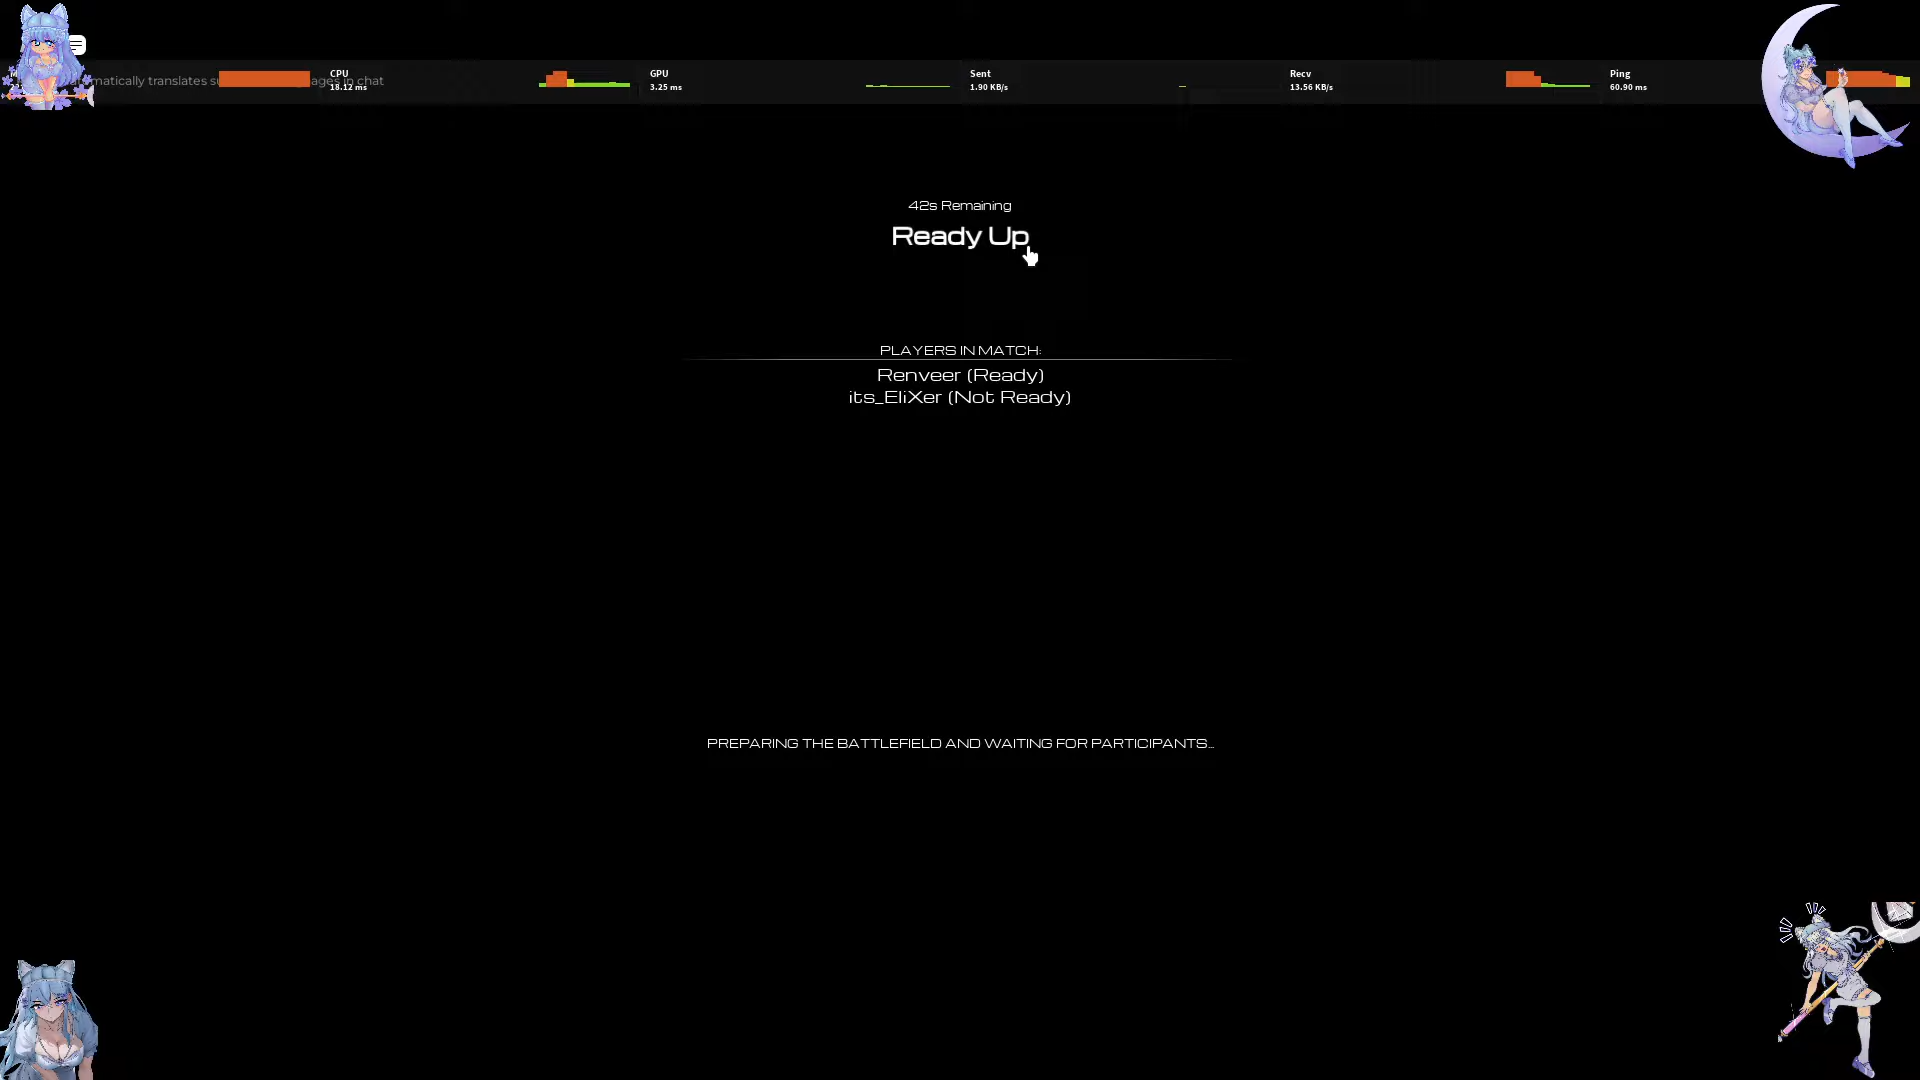 matically translates su ages in chat
CPU
18.12 ms
GPU
3.25 ms
Sent
1.90 KB/s
Recv
13.56 KB/s
Ping
60.90 ms
42s Remaining
Ready Up
PLAYERS IN MATCH:
Renveer (Ready)
its_EliXer (Not Ready)
PREPARING THE BATTLEFIELD AND WAITING FOR PARTICIPANTS...